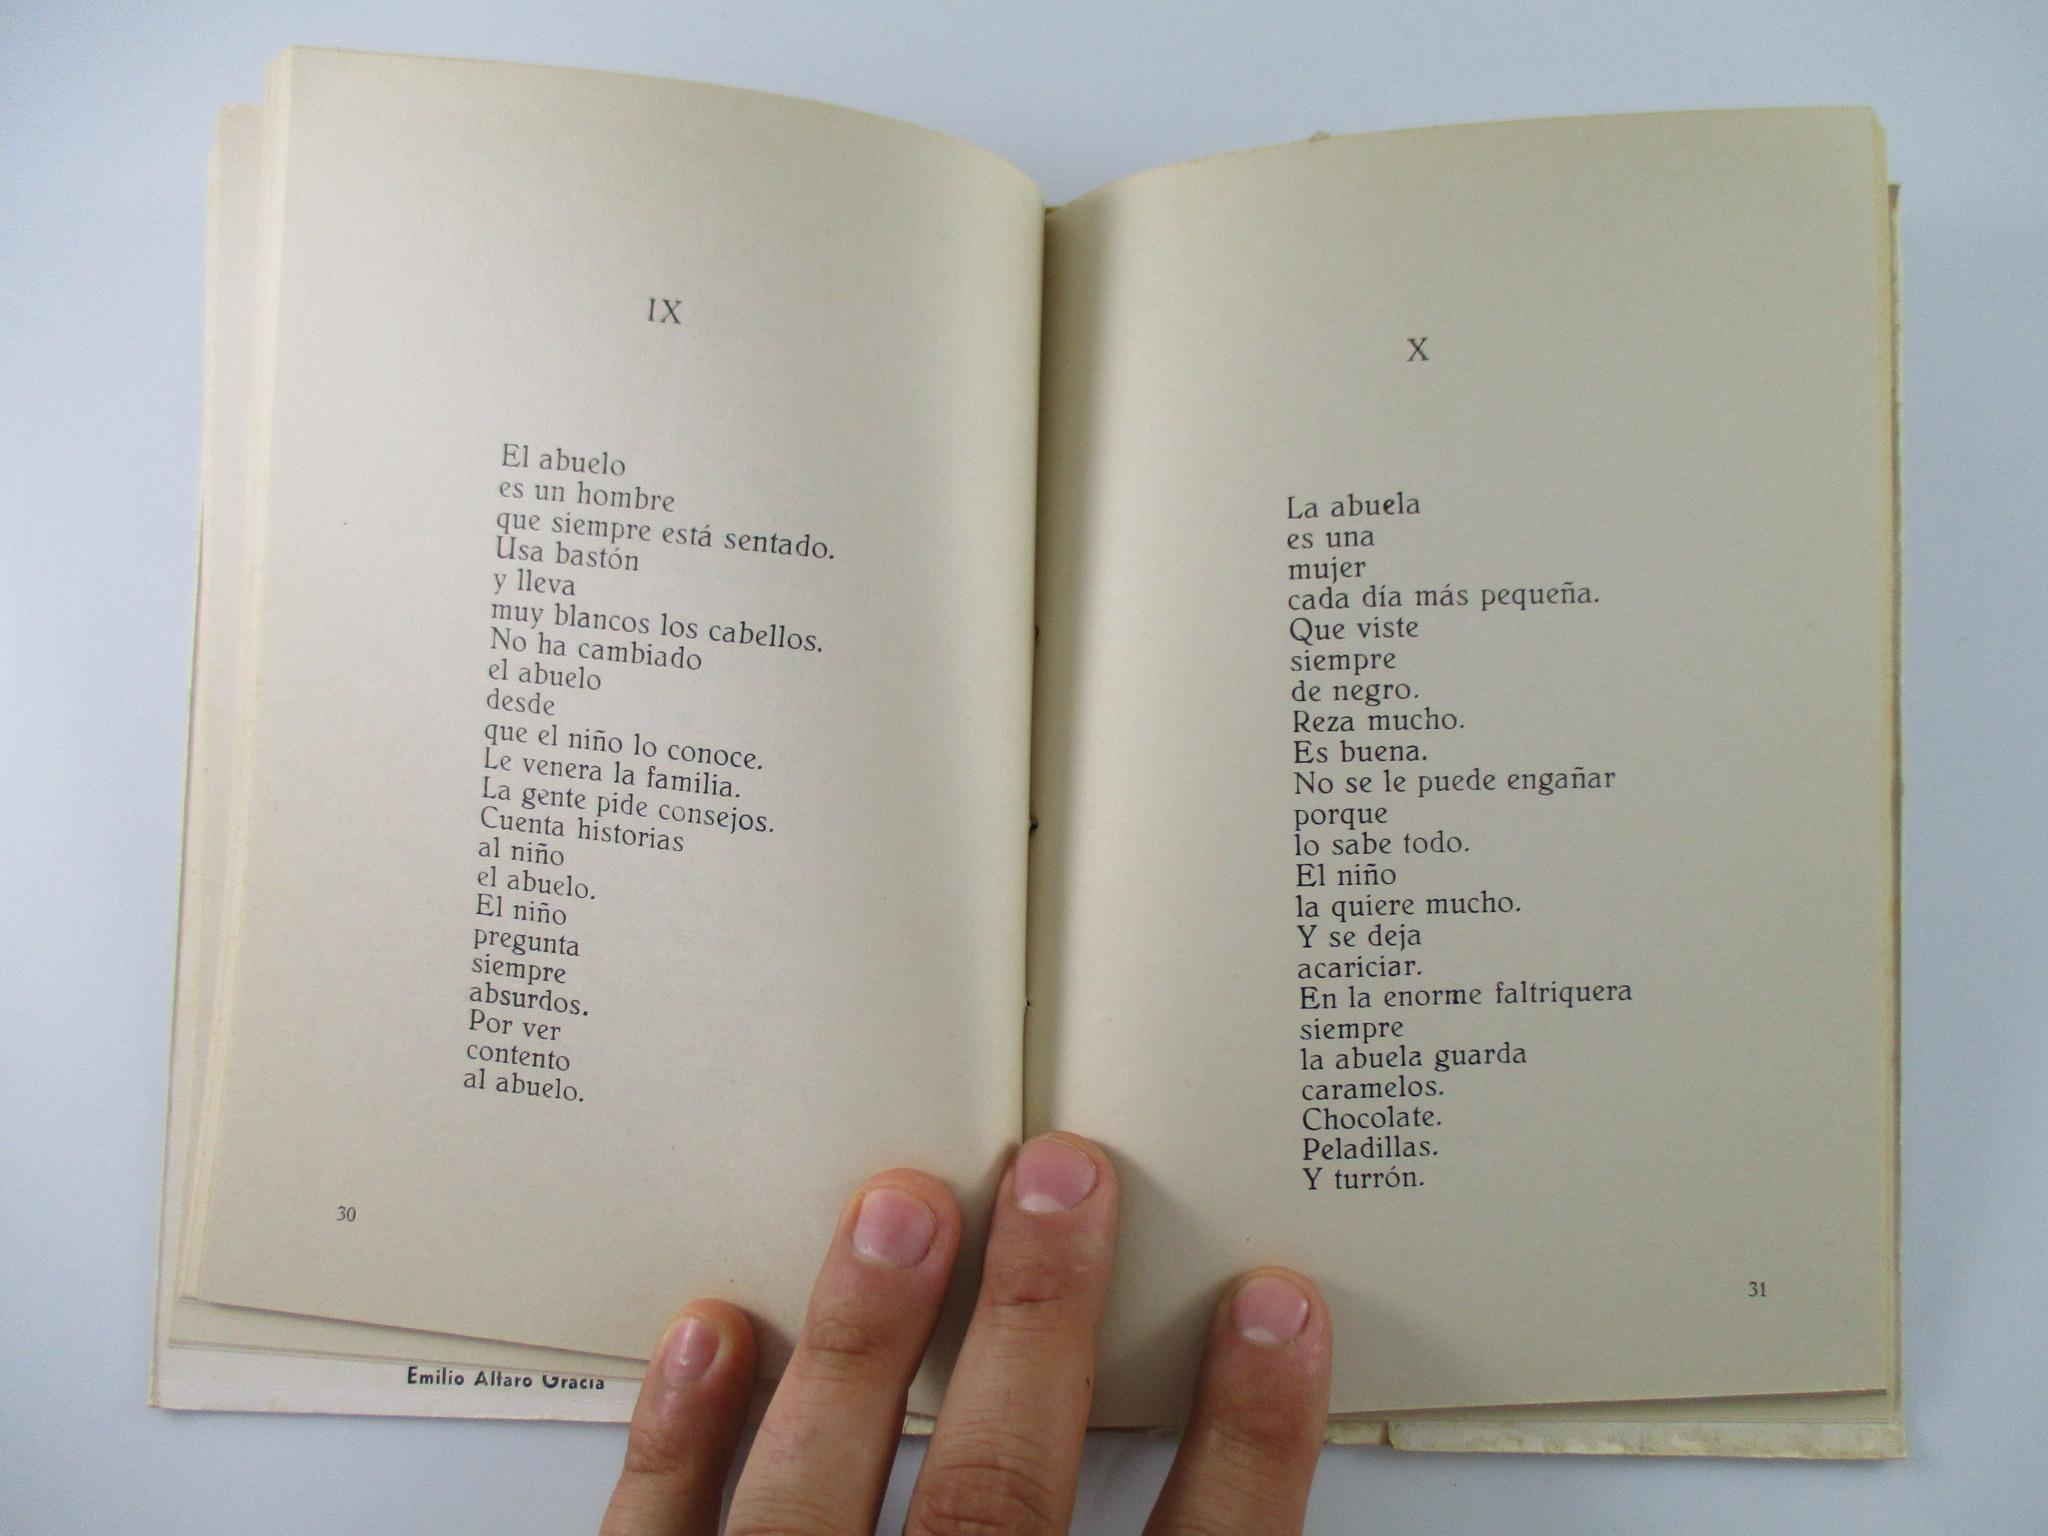 IX
El abuelo
es un hombre
que siempre está sentado.
Usa bastón
y lleva
muy blancos los cabellos.
No ha cambiado
el abuelo
desde
que el niño lo conoce.
Le venera la familia.
La gente pide consejos.
Cuenta historias
al niño
el abuelo.
El niño
pregunta
siempre
absurdos.
Por ver
contento
al abuelo.
30
Emilio Alfaro Gracia
X
La abuela
es una
mujer
cada día más pequeña.
Que viste
siempre
de negro.
Reza mucho.
Es buena.
No se le puede engañar
porque
lo sabe todo.
El niño
la quiere mucho.
Y se deja
acariciar.
En la enorme faltriquera
siempre
la abuela guarda
caramelos.
Chocolate.
Peladillas.
Y turrón.
31